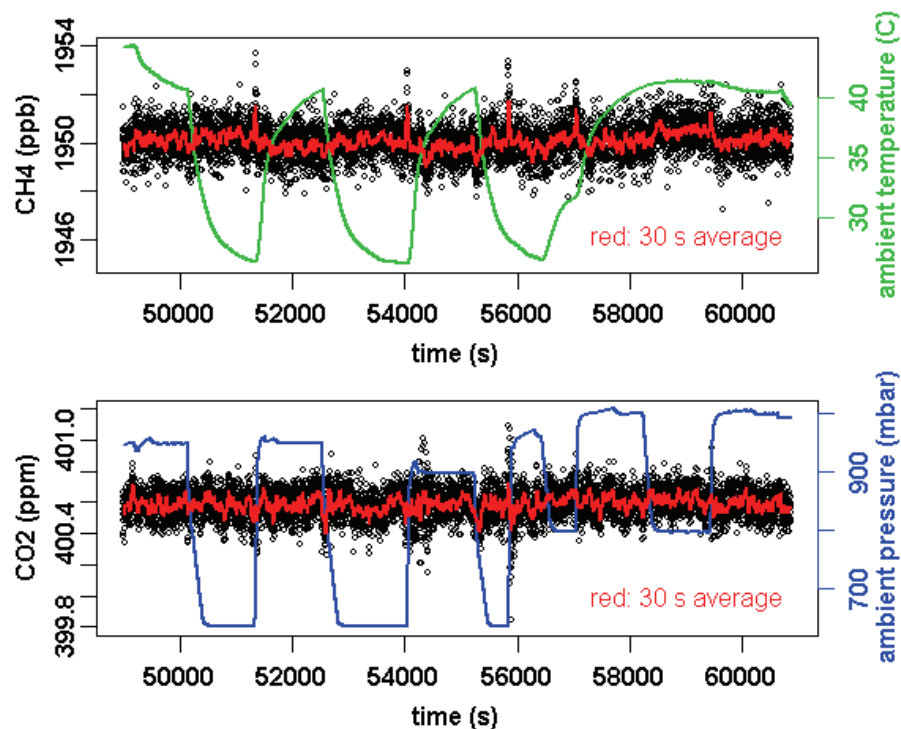 1954
1950
1946
CH4 (ppb)
40
35
30
ambient temperature (C)
red: 30 s average
50000 52000 54000 56000 58000 60000
time (s)
401.0
400.4
399.8
CO2 (ppm)
900
700
ambient pressure (mbar)
red: 30 s average
50000 52000 54000 56000 58000 60000
time (s)